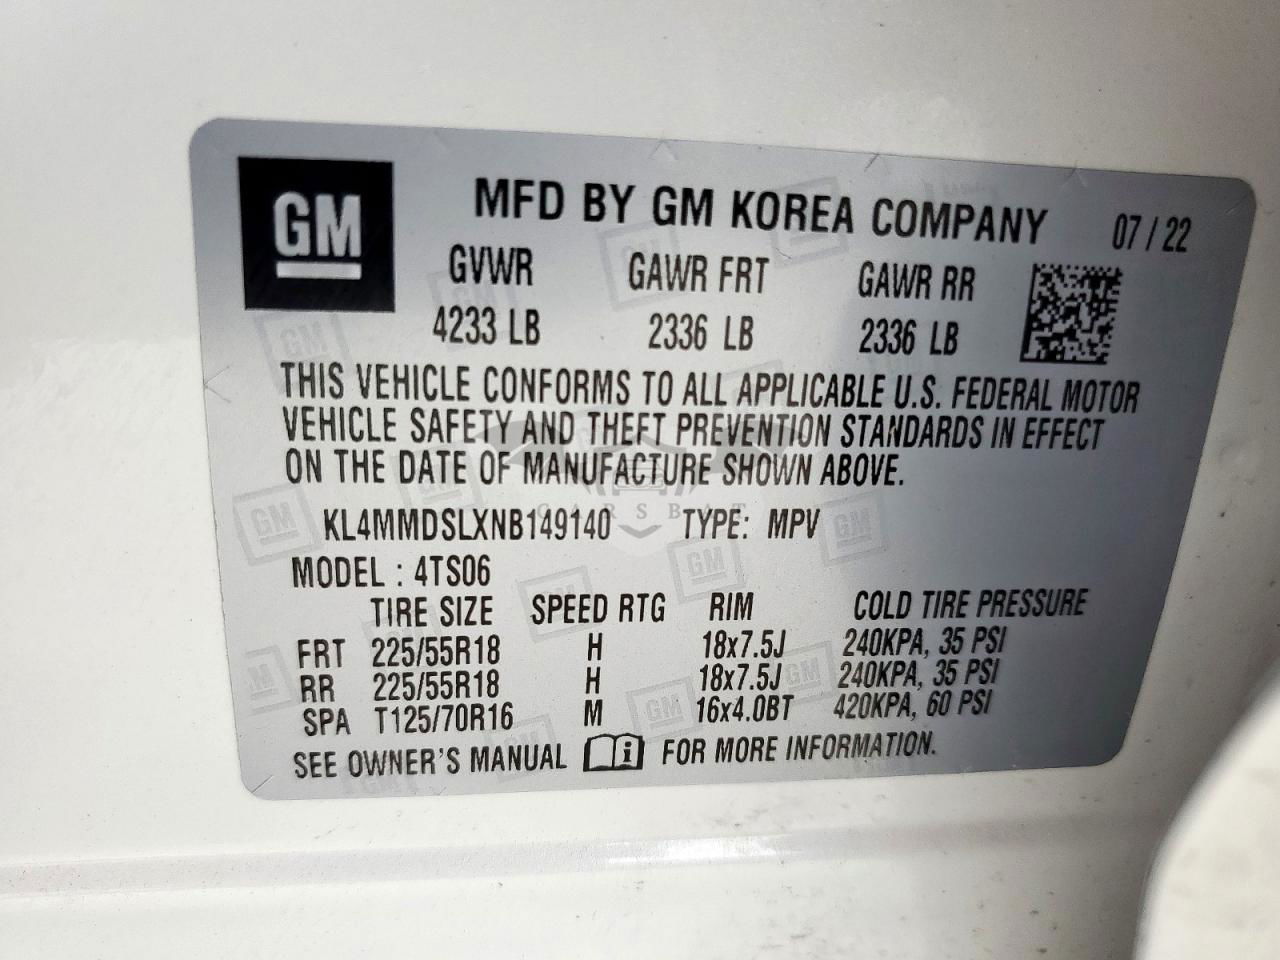 GM
MFD BY GM KOREA COMPANY 07/22
GVWR GAWR FRT GAWR RR
4233 LB 2336 LB 2336 LB
THIS VEHICLE CONFORMS TO ALL APPLICABLE U.S. FEDERAL MOTOR
VEHICLE SAFETY AND THEFT PREVENTION STANDARDS IN EFFECT
ON THE DATE OF MANUFACTURE SHOWN ABOVE.
CARSBAT
KL4MMDSLXNB149140 TYPE: MPV
MODEL : 4TS06
TIRE SIZE SPEED RTG RIM COLD TIRE PRESSURE
FRT 225/55R18 H 18x7.5J 240KPA, 35 PSI
RR 225/55R18 H 18x7.5J 240KPA, 35 PSI
SPA T125/70R16 M 16x4.0BT 420KPA, 60 PSI
SEE OWNER'S MANUAL i FOR MORE INFORMATION.